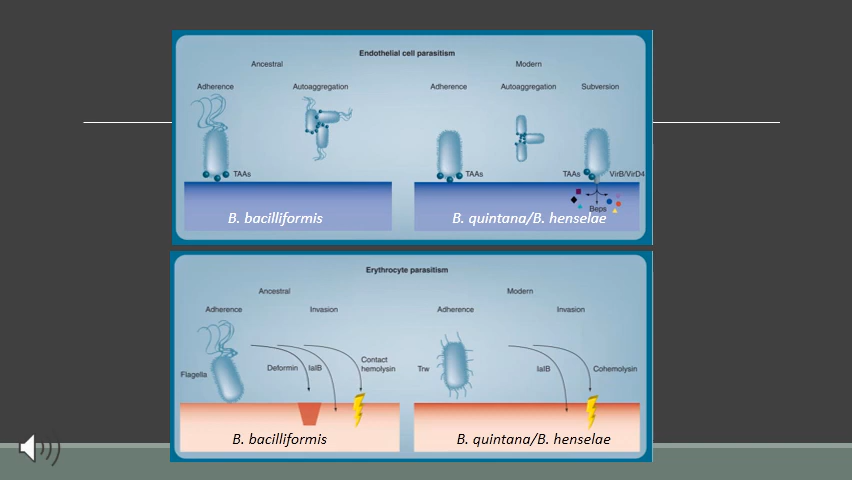 Endothelial cell parasitism
Ancestral
Modern
Adherence
Autoaggregation
Adherence
Autoaggregation
Subversion
TAAs
TAAs
TAAs
VirB/VirD4
Beps
B. bacilliformis
B. quintana/B. henselae
Erythrocyte parasitism
Ancestral
Modern
Adherence
Invasion
Adherence
Invasion
Flagella
Deformin
IalB
Contact
hemolysin
Trw
IalB
Cohemolysin
B. bacilliformis
B. quintana/B. henselae